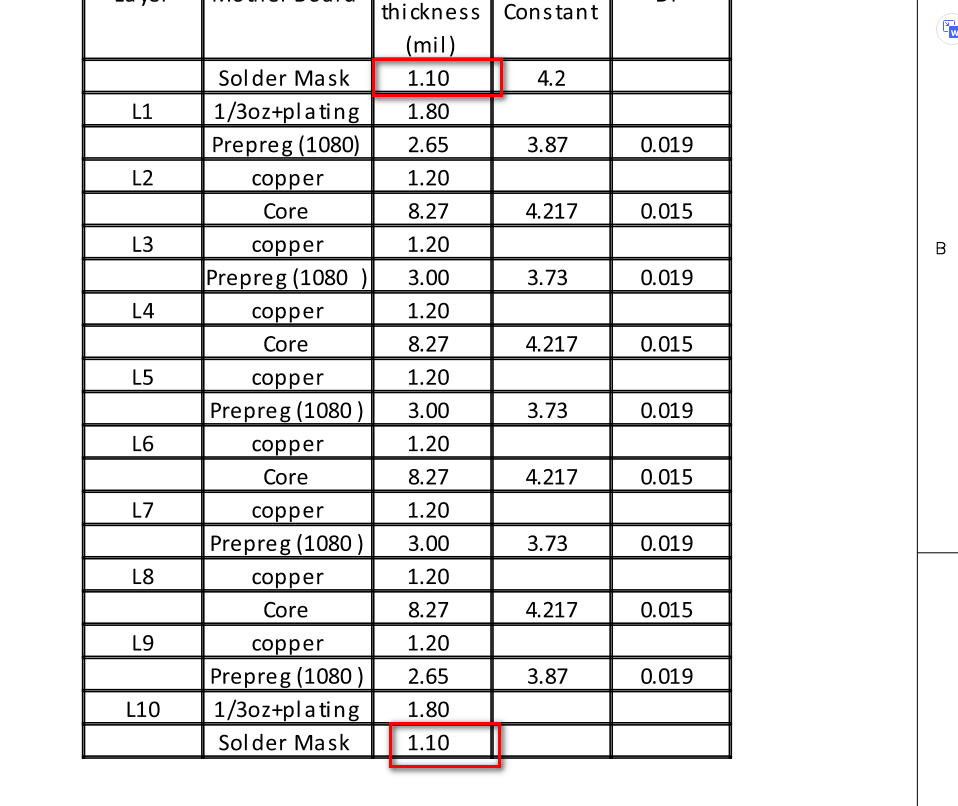 thickness Constant
(mil)
Solder Mask 1.10 4.2
L1 1/3oz+plating 1.80
Prepreg (1080) 2.65 3.87 0.019
L2 copper 1.20
Core 8.27 4.217 0.015
L3 copper 1.20
Prepreg (1080 ) 3.00 3.73 0.019
L4 copper 1.20
Core 8.27 4.217 0.015
L5 copper 1.20
Prepreg (1080 ) 3.00 3.73 0.019
L6 copper 1.20
Core 8.27 4.217 0.015
L7 copper 1.20
Prepreg (1080 ) 3.00 3.73 0.019
L8 copper 1.20
Core 8.27 4.217 0.015
L9 copper 1.20
Prepreg (1080 ) 2.65 3.87 0.019
L10 1/3oz+plating 1.80
Solder Mask 1.10
B